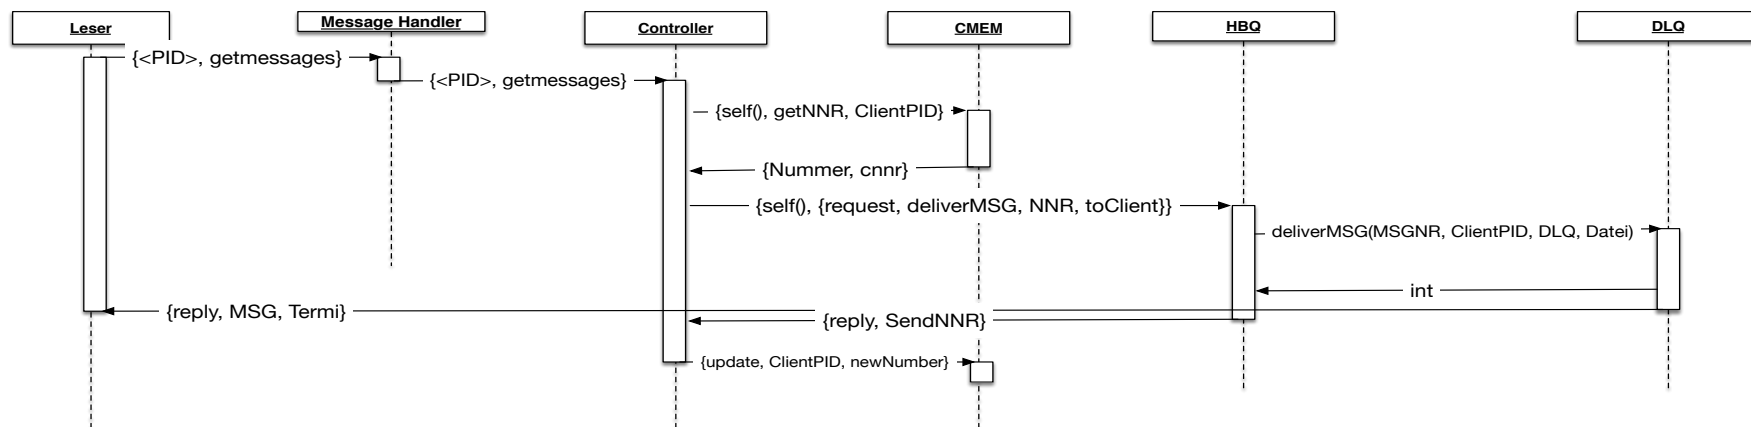 Leser
Message Handler
Controller
CMEM
HBQ
DLQ
{<PID>, getmessages}
{<PID>, getmessages}
{self(), getNNR, ClientPID}
{Nummer, cnnr}
{self(), {request, deliverMSG, NNR, toClient}}
deliverMSG(MSGNR, ClientPID, DLQ, Datei)
int
{reply, MSG, Termi}
{reply, SendNNR}
{update, ClientPID, newNumber}